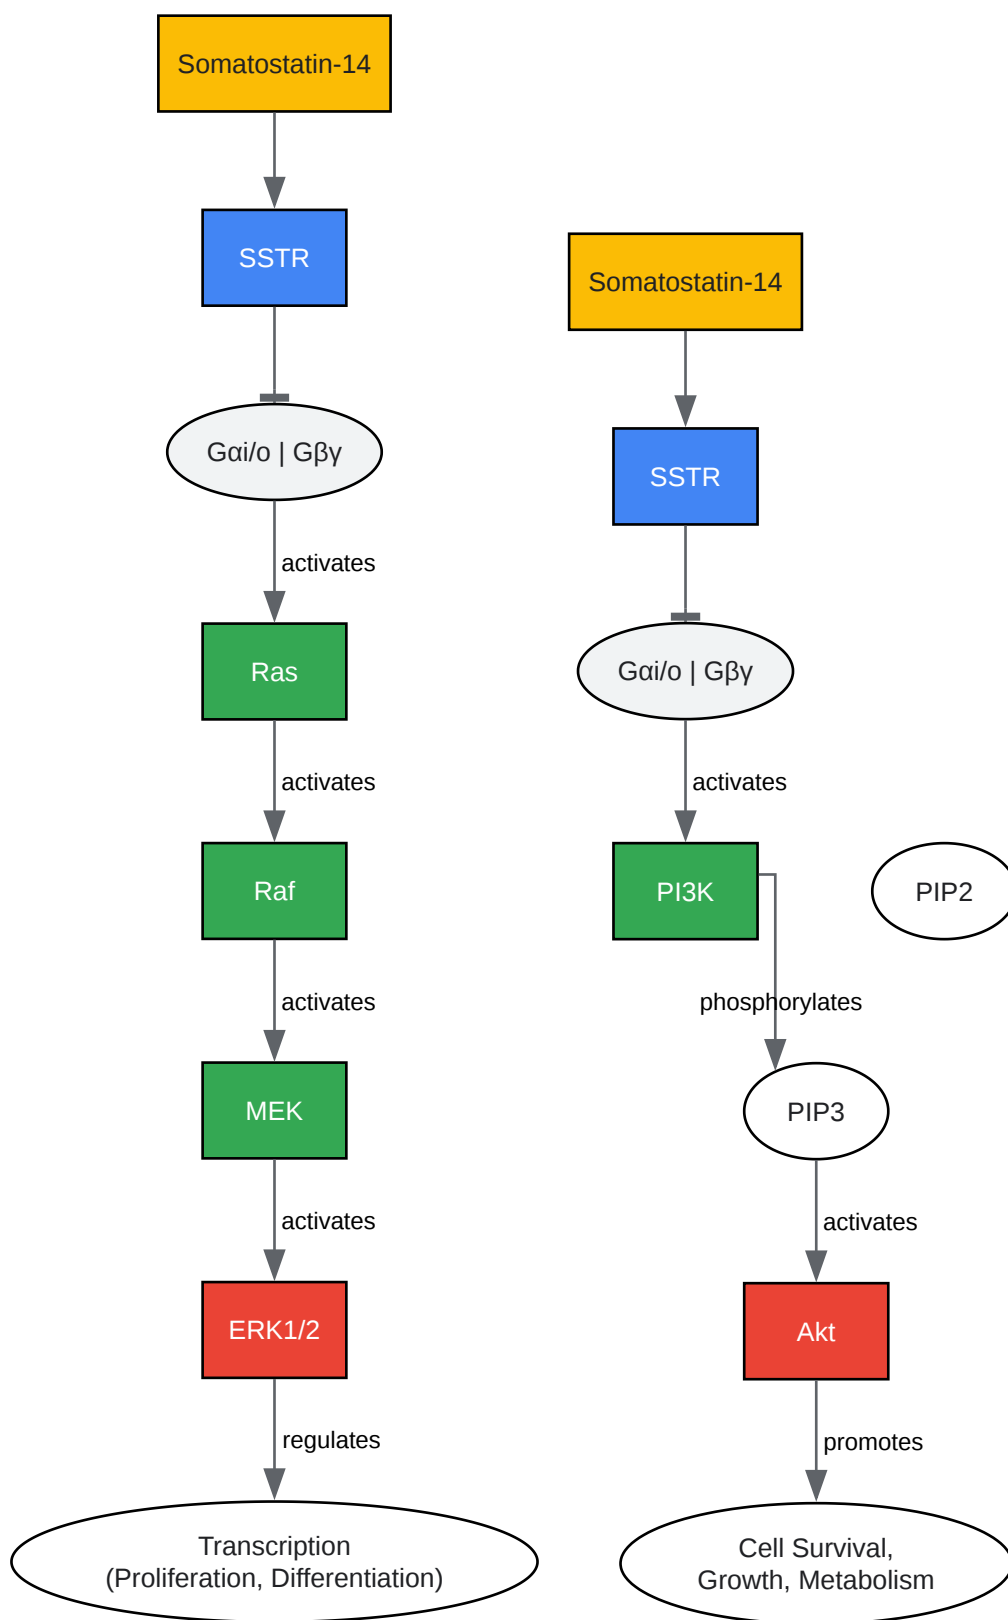 Somatostatin-14
SSTR
Gαi/o | Gβγ
activates
Ras
activates
Raf
activates
MEK
activates
ERK1/2
regulates
Transcription
(Proliferation, Differentiation)
Somatostatin-14
SSTR
Gαi/o | Gβγ
activates
PI3K
PIP2
phosphorylates
PIP3
activates
Akt
promotes
Cell Survival,
Growth, Metabolism